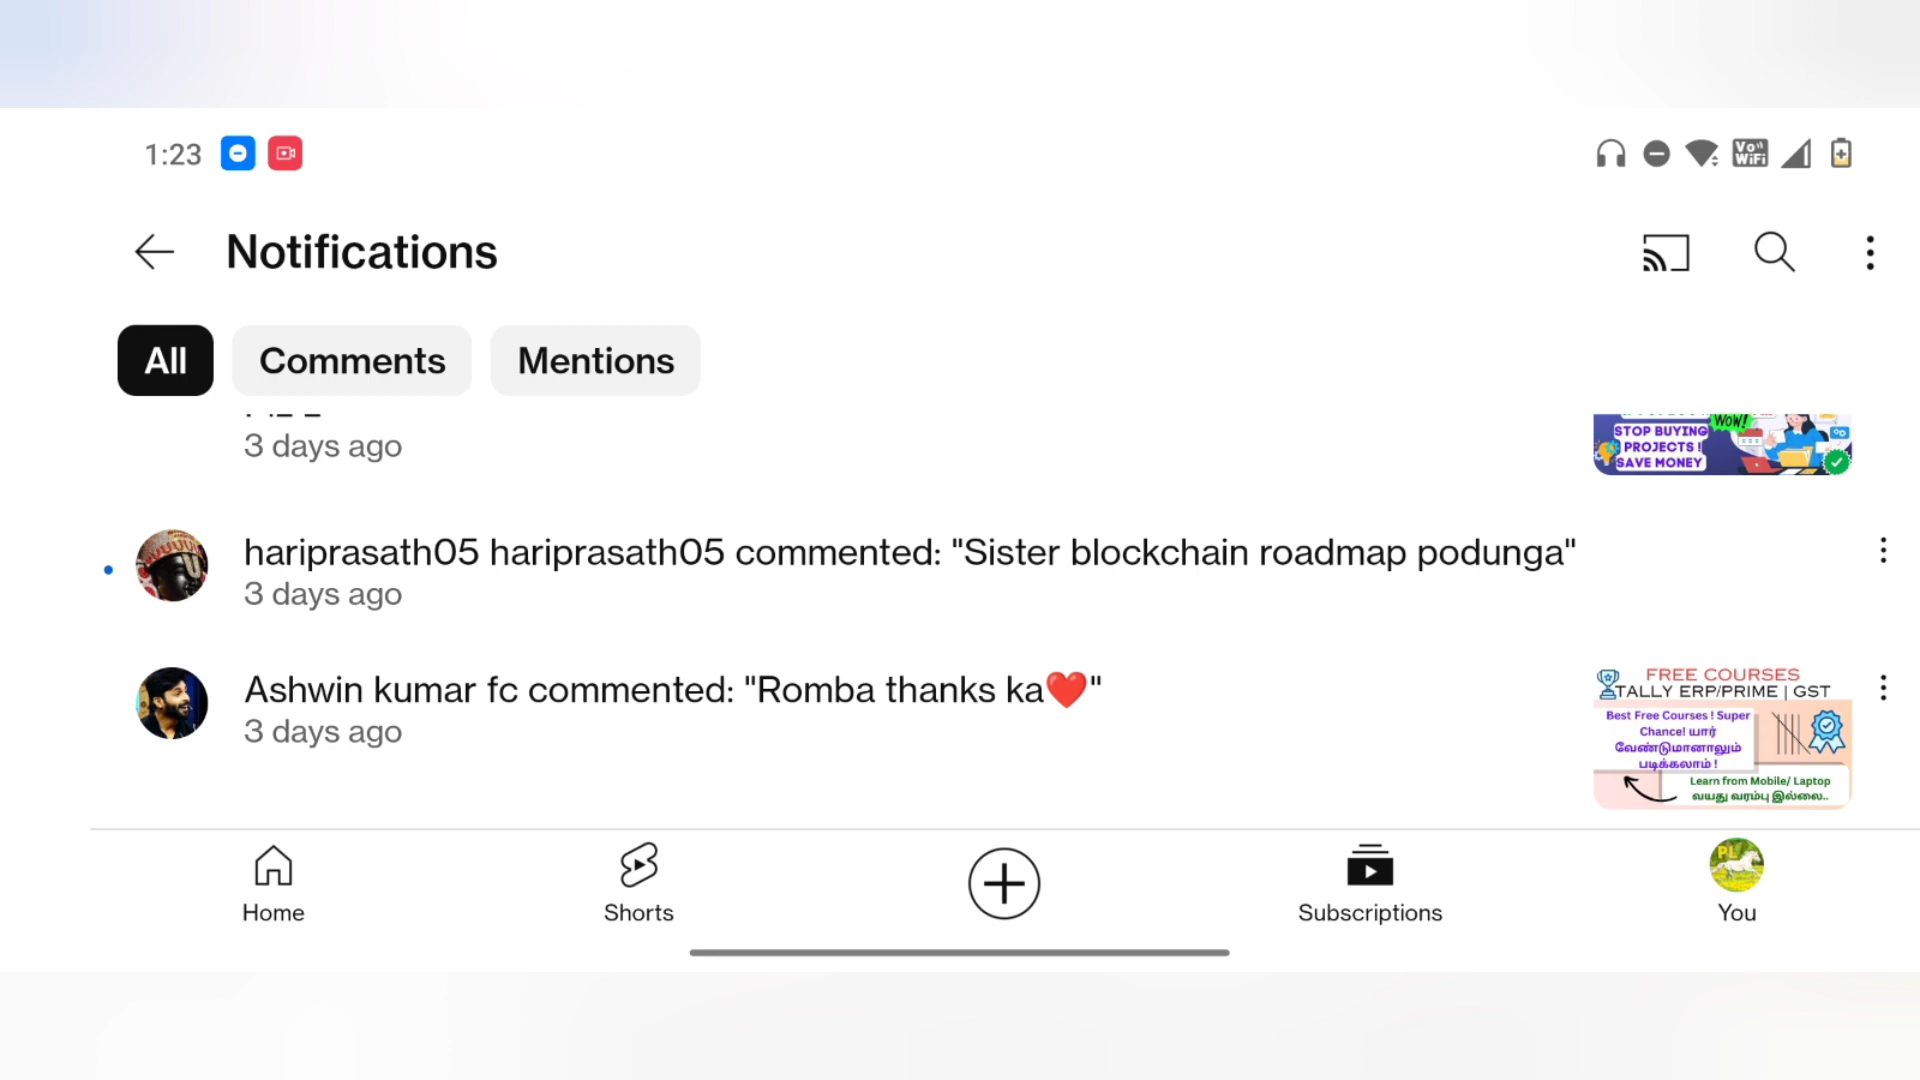 1:23
Vo WiFi
Notifications
All
Comments
Mentions
3 days ago
WOW!
STOP BUYING
PROJECTS !
SAVE MONEY
hariprasath05 hariprasath05 commented: "Sister blockchain roadmap podunga"
3 days ago
Ashwin kumar fc commented: "Romba thanks ka❤️"
3 days ago
FREE COURSES
TALLY ERP/PRIME | GST
Best Free Courses ! Super
Chance! யார்
வேண்டுமானாலும்
படிக்கலாம் !
Learn from Mobile/ Laptop
வயது வரம்பு இல்லை..
Home
Shorts
Subscriptions
PL
You